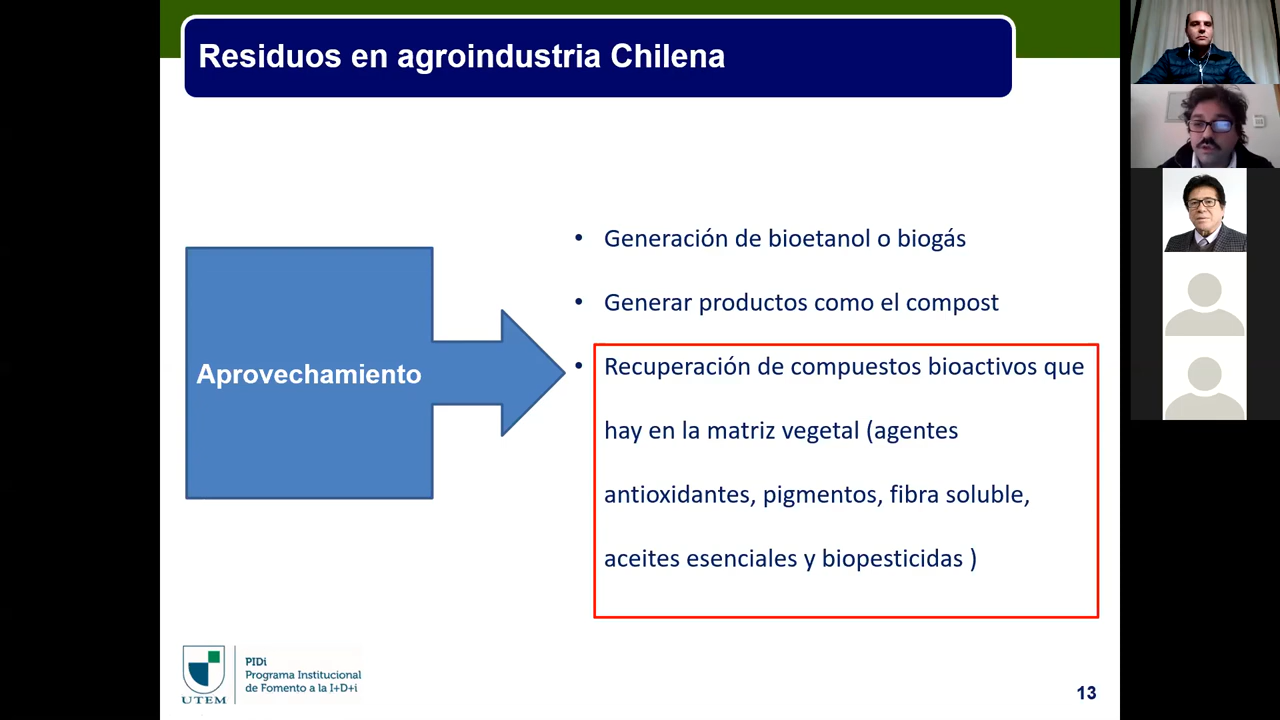 Residuos en agroindustria Chilena
Aprovechamiento
• Generación de bioetanol o biogás
• Generar productos como el compost
• Recuperación de compuestos bioactivos que
hay en la matriz vegetal (agentes
antioxidantes, pigmentos, fibra soluble,
aceites esenciales y biopesticidas )
UTEM
PIDi
Programa Institucional
de Fomento a la I+D+i
13